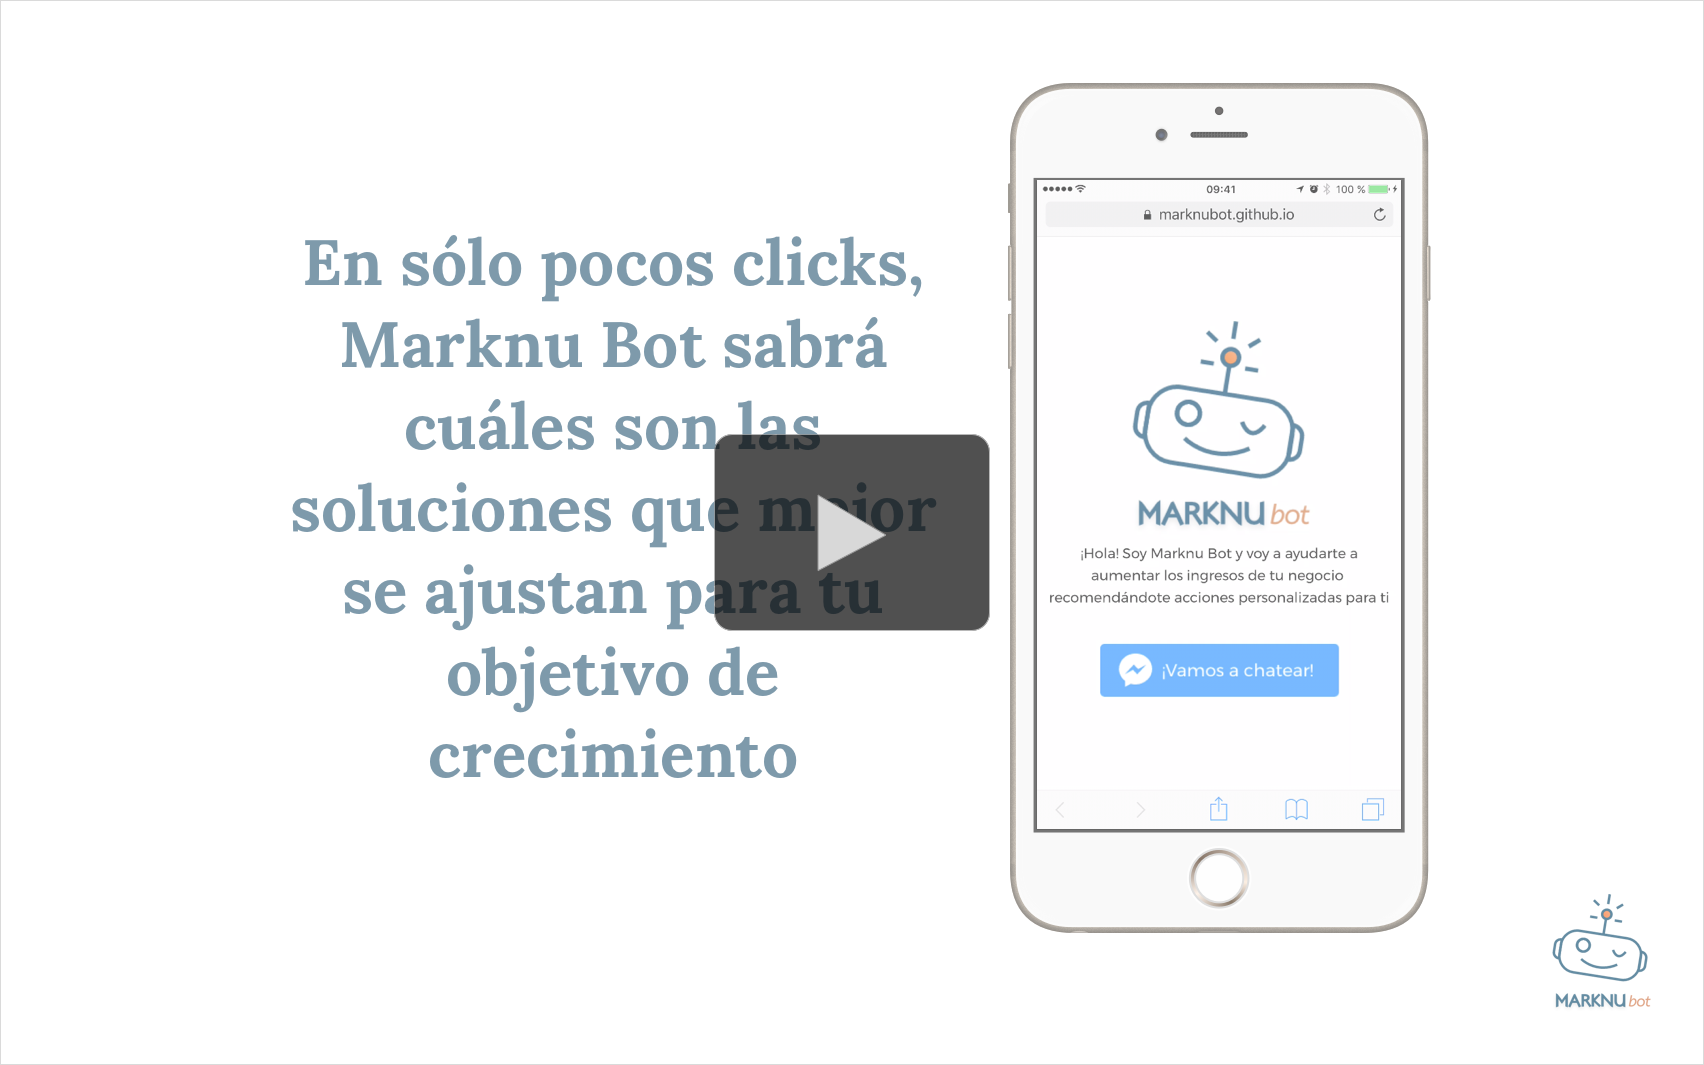 En sólo pocos clicks,
Marknu Bot sabrá
cuáles son las
soluciones que mejor
se ajustan para tu
objetivo de
crecimiento
09:41
100 %
marknubot.github.io
MARKNU bot
¡Hola! Soy Marknu Bot y voy a ayudarte a
aumentar los ingresos de tu negocio
recomendándote acciones personalizadas para ti
¡Vamos a chatear!
MARKNU bot